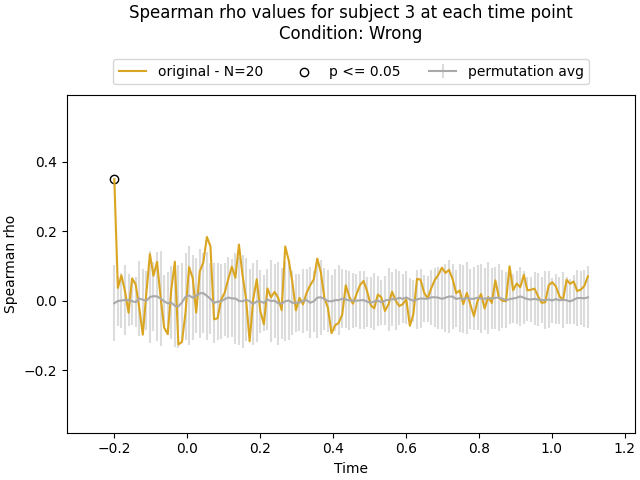 Spearman rho values for subject 3 at each time point
Condition: Wrong
original - N=20
p <= 0.05
permutation avg
Spearman rho
0.4
0.2
0.0
−0.2
−0.2
0.0
0.2
0.4
0.6
0.8
1.0
1.2
Time